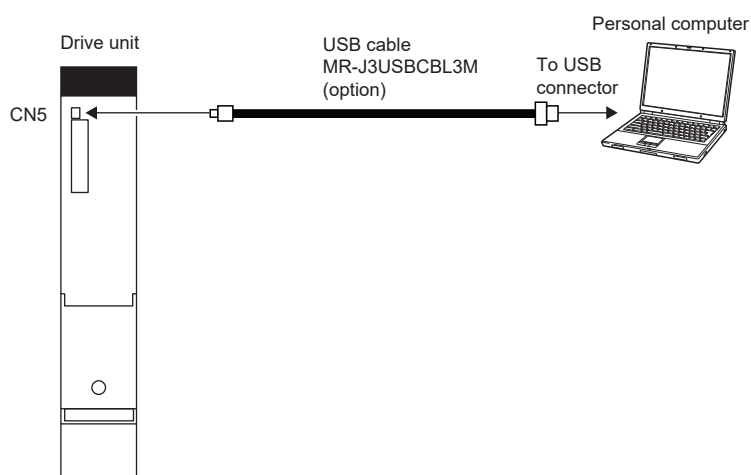 Personal computer
Drive unit
USB cable
MR-J3USBCBL3M
(option)
To USB
connector
CN5